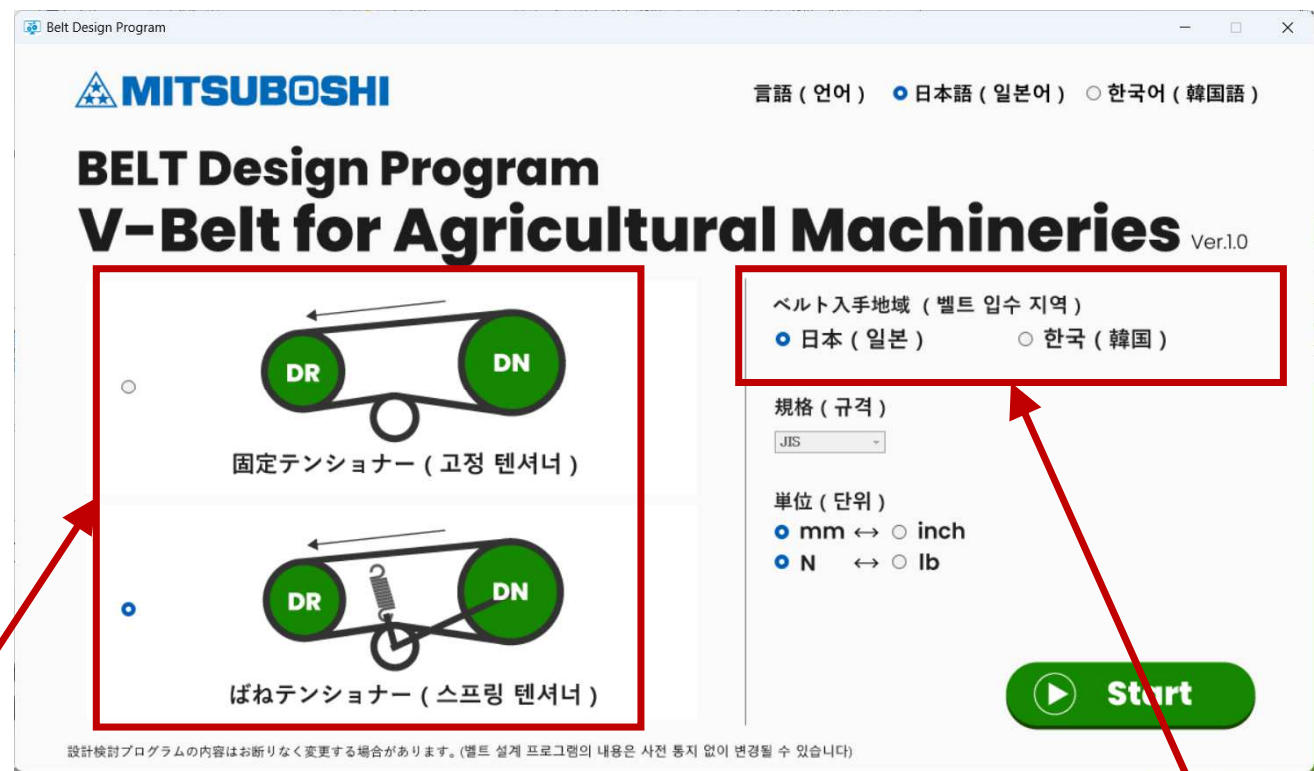 Belt Design Program
MITSUBOSHI
言語 ( 언어 ) 日本語 ( 일본어 ) 한국어 ( 韓国語 )
BELT Design Program
V-Belt for Agricultural Machineries Ver.1.0
DR DN
固定テンショナー ( 고정 텐셔너 )
DR DN
ばねテンショナー ( 스프링 텐셔너 )
ベルト入手地域 ( 벨트 입수 지역 )
日本 ( 일본 ) 한국 ( 韓国 )
規格 ( 규격 )
JIS
単位 ( 단위 )
mm ↔ inch
N ↔ lb
Start
設計検討プログラムの内容はお断りなく変更する場合があります。(벨트 설계 프로그램의 내용은 사전 통지 없이 변경될 수 있습니다)